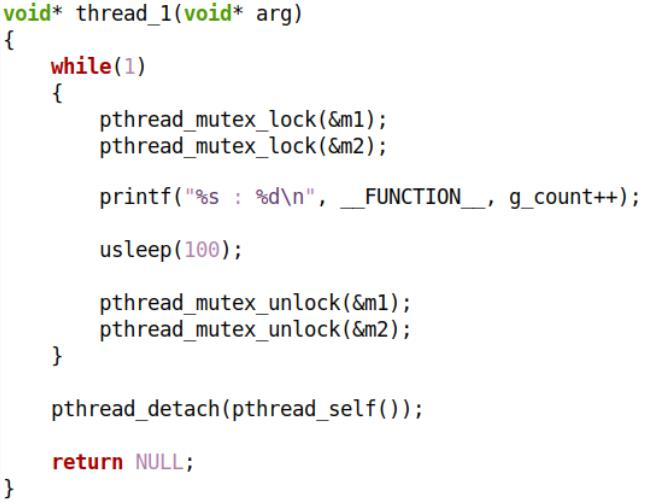 void* thread_1(void* arg)
{
    while(1)
    {
        pthread_mutex_lock(&m1);
        pthread_mutex_lock(&m2);

        printf("%s : %d\n", __FUNCTION__, g_count++);

        usleep(100);

        pthread_mutex_unlock(&m1);
        pthread_mutex_unlock(&m2);
    }

    pthread_detach(pthread_self());

    return NULL;
}